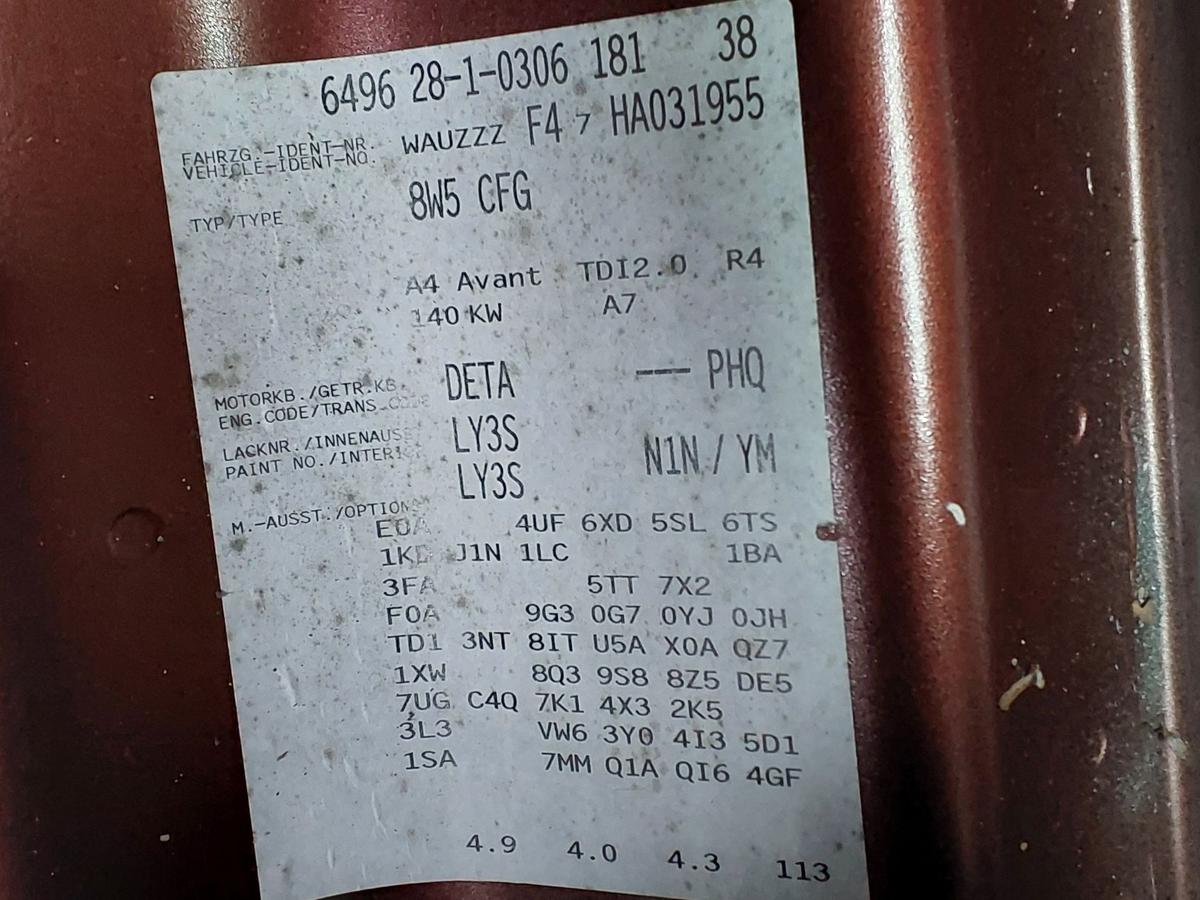 6496 28-1-0306 181 38
FAHRZG.-IDENT-NR.
VEHICLE-IDENT-NO.
WAUZZZ F4 7 HA031955
TYP/TYPE 8W5 CFG
A4 Avant TDI2.0 R4
140 KW A7
MOTORKB./GETR.KB.
ENG.CODE/TRANS.CODE
DETA --- PHQ
LACKNR./INNENAUSS
PAINT NO./INTERI
LY3S
LY3S N1N / YM
M.-AUSST./OPTION
E0A 4UF 6XD 5SL 6TS
J1N 1LC 1BA
3FA 5TT 7X2
F0A 9G3 0G7 0YJ 0JH
TD1 3NT 8IT U5A X0A QZ7
1XW 8Q3 9S8 8Z5 DE5
7UG C4Q 7K1 4X3 2K5
3L3 VW6 3Y0 4I3 5D1
1SA 7MM Q1A QI6 4GF
4.9 4.0 4.3 113